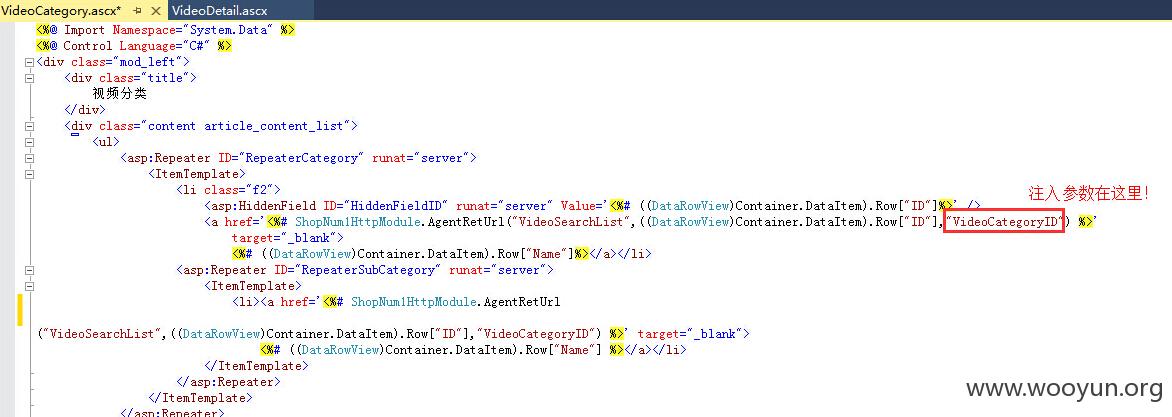 VideoCategory.ascx* VideoDetail.ascx
<%@ Import Namespace="System.Data" %>
<%@ Control Language="C#" %>
<div class="mod_left">
<div class="title">
视频分类
</div>
<div class="content article_content_list">
<ul>
<asp:Repeater ID="RepeaterCategory" runat="server">
<ItemTemplate>
<li class="f2">
注入参数在这里！
<asp:HiddenField ID="HiddenFieldID" runat="server" Value='<%# ((DataRowView)Container.DataItem).Row["ID"]%>' />
<a href='<%# ShopNum1HttpModule.AgentRetUrl("VideoSearchList",((DataRowView)Container.DataItem).Row["ID"],"VideoCategoryID") %>'
target="_blank">
<%# ((DataRowView)Container.DataItem).Row["Name"]%></a></li>
<asp:Repeater ID="RepeaterSubCategory" runat="server">
<ItemTemplate>
<li><a href='<%# ShopNum1HttpModule.AgentRetUrl
("VideoSearchList",((DataRowView)Container.DataItem).Row["ID"],"VideoCategoryID") %>' target="_blank">
<%# ((DataRowView)Container.DataItem).Row["Name"] %></a></li>
</ItemTemplate>
</asp:Repeater>
</ItemTemplate>
</asp:Repeater>
www.wooyun.org